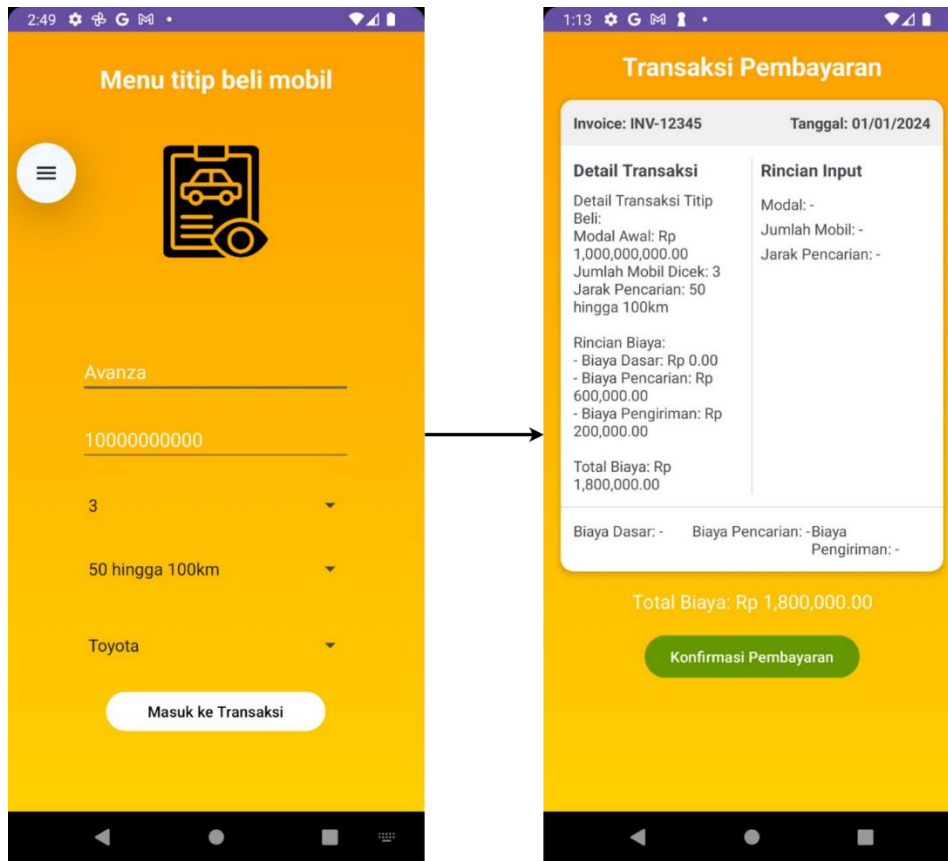 2:49
Menu titip beli mobil
Avanza
10000000000
3
50 hingga 100km
Toyota
Masuk ke Transaksi
1:13
Transaksi Pembayaran
Invoice: INV-12345
Tanggal: 01/01/2024
Detail Transaksi
Detail Transaksi Titip
Beli:
Modal Awal: Rp
1,000,000,000.00
Jumlah Mobil Dicek: 3
Jarak Pencarian: 50
hingga 100km
Rincian Biaya:
- Biaya Dasar: Rp 0.00
- Biaya Pencarian: Rp
600,000.00
- Biaya Pengiriman: Rp
200,000.00
Total Biaya: Rp
1,800,000.00
Rincian Input
Modal: -
Jumlah Mobil: -
Jarak Pencarian: -
Biaya Dasar: -
Biaya Pencarian: -
Biaya
Pengiriman: -
Total Biaya: Rp 1,800,000.00
Konfirmasi Pembayaran